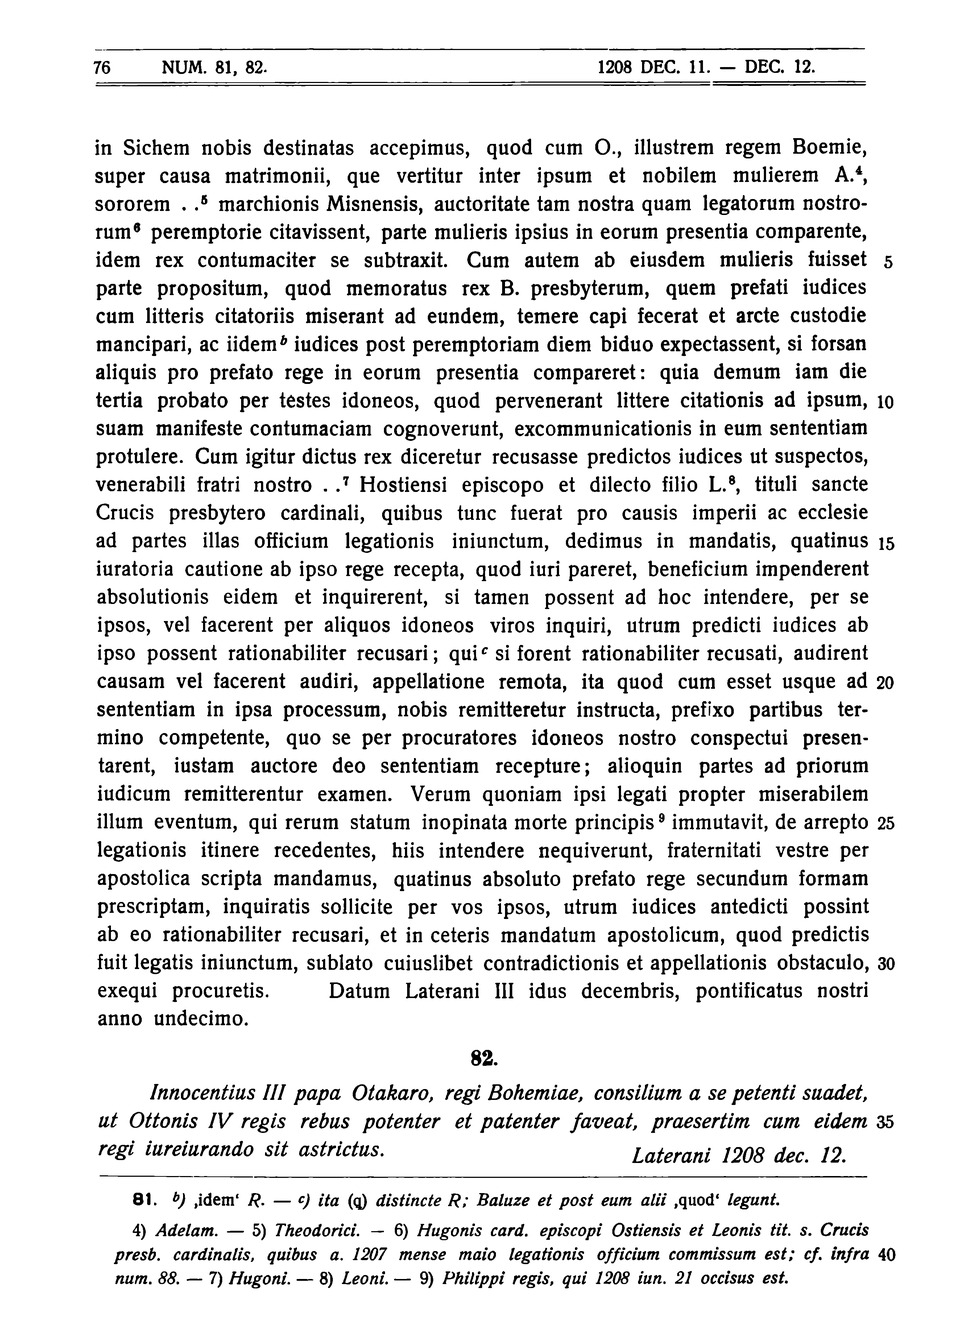 76 NUM. 81, 82. 1208 DEC. 11. — DEC. 12.
in Sichem nobis destinatas accepimus, quod cum O., illustrem regem Boemie,
super causa matrimonii, que vertitur inter ipsum et nobilem mulierem A.⁴,
sororem . .⁵ marchionis Misnensis, auctoritate tam nostra quam legatorum nostro-
rum⁶ peremptorie citavissent, parte mulieris ipsius in eorum presentia comparente,
idem rex contumaciter se subtraxit. Cum autem ab eiusdem mulieris fuisset 5
parte propositum, quod memoratus rex B. presbyterum, quem prefati iudices
cum litteris citatoriis miserant ad eundem, temere capi fecerat et arcte custodie
mancipari, ac iidemᵇ iudices post peremptoriam diem biduo expectassent, si forsan
aliquis pro prefato rege in eorum presentia compareret: quia demum iam die
tertia probato per testes idoneos, quod pervenerant littere citationis ad ipsum, 10
suam manifeste contumaciam cognoverunt, excommunicationis in eum sententiam
protulere. Cum igitur dictus rex diceretur recusasse predictos iudices ut suspectos,
venerabili fratri nostro . .⁷ Hostiensi episcopo et dilecto filio L.⁸, tituli sancte
Crucis presbytero cardinali, quibus tunc fuerat pro causis imperii ac ecclesie
ad partes illas officium legationis iniunctum, dedimus in mandatis, quatinus 15
iuratoria cautione ab ipso rege recepta, quod iuri pareret, beneficium impenderent
absolutionis eidem et inquirerent, si tamen possent ad hoc intendere, per se
ipsos, vel facerent per aliquos idoneos viros inquiri, utrum predicti iudices ab
ipso possent rationabiliter recusari; quiᶜ si forent rationabiliter recusati, audirent
causam vel facerent audiri, appellatione remota, ita quod cum esset usque ad 20
sententiam in ipsa processum, nobis remitteretur instructa, prefixo partibus ter-
mino competente, quo se per procuratores idoneos nostro conspectui presen-
tarent, iustam auctore deo sententiam recepture; alioquin partes ad priorum
iudicum remitterentur examen. Verum quoniam ipsi legati propter miserabilem
illum eventum, qui rerum statum inopinata morte principis⁹ immutavit, de arrepto 25
legationis itinere recedentes, hiis intendere nequiverunt, fraternitati vestre per
apostolica scripta mandamus, quatinus absoluto prefato rege secundum formam
prescriptam, inquiratis sollicite per vos ipsos, utrum iudices antedicti possint
ab eo rationabiliter recusari, et in ceteris mandatum apostolicum, quod predictis
fuit legatis iniunctum, sublato cuiuslibet contradictionis et appellationis obstaculo, 30
exequi procuretis. Datum Laterani III idus decembris, pontificatus nostri
anno undecimo.
82.
Innocentius III papa Otakaro, regi Bohemiae, consilium a se petenti suadet,
ut Ottonis IV regis rebus potenter et patenter faveat, praesertim cum eidem 35
regi iureiurando sit astrictus. Laterani 1208 dec. 12.
81. b) ‚idem‘ R. — c) ita (q) distincte R; Baluze et post eum alii ‚quod‘ legunt.
4) Adelam. — 5) Theodorici. — 6) Hugonis card. episcopi Ostiensis et Leonis tit. s. Crucis
presb. cardinalis, quibus a. 1207 mense maio legationis officium commissum est; cf. infra 40
num. 88. — 7) Hugoni. — 8) Leoni. — 9) Philippi regis, qui 1208 iun. 21 occisus est.